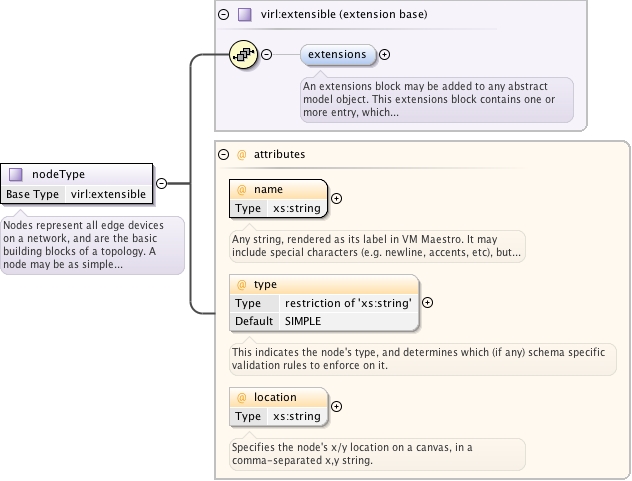 virl:extensible (extension base)
extensions
An extensions block may be added to any abstract
model object. This extensions block contains one or
more entry, which...
nodeType
Base Type virl:extensible
Nodes represent all edge devices
on a network, and are the basic
building blocks of a topology. A
node may be as simple...
@ attributes
@ name
Type xs:string
Any string, rendered as its label in VM Maestro. It may
include special characters (e.g. newline, accents, etc), but...
@ type
Type restriction of 'xs:string'
Default SIMPLE
This indicates the node's type, and determines which (if any) schema specific
validation rules to enforce on it.
@ location
Type xs:string
Specifies the node's x/y location on a canvas, in a
comma-separated x,y string.